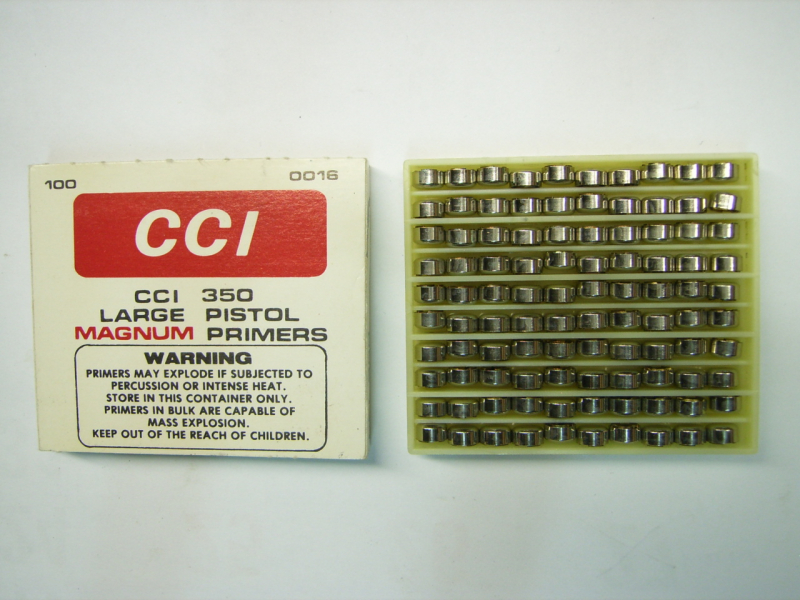 100 0016
CCI
CCI 350
LARGE PISTOL
MAGNUM PRIMERS
WARNING
PRIMERS MAY EXPLODE IF SUBJECTED TO
PERCUSSION OR INTENSE HEAT.
STORE IN THIS CONTAINER ONLY.
PRIMERS IN BULK ARE CAPABLE OF
MASS EXPLOSION.
KEEP OUT OF THE REACH OF CHILDREN.